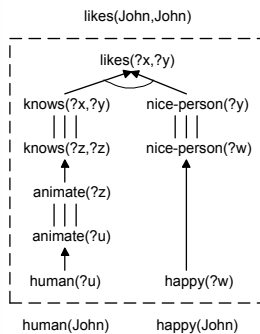 likes(John,John)
likes(?x,?y)
knows(?x,?y) nice-person(?y)
knows(?z,?z) nice-person(?w)
animate(?z)
animate(?u)
human(?u) happy(?w)
human(John) happy(John)